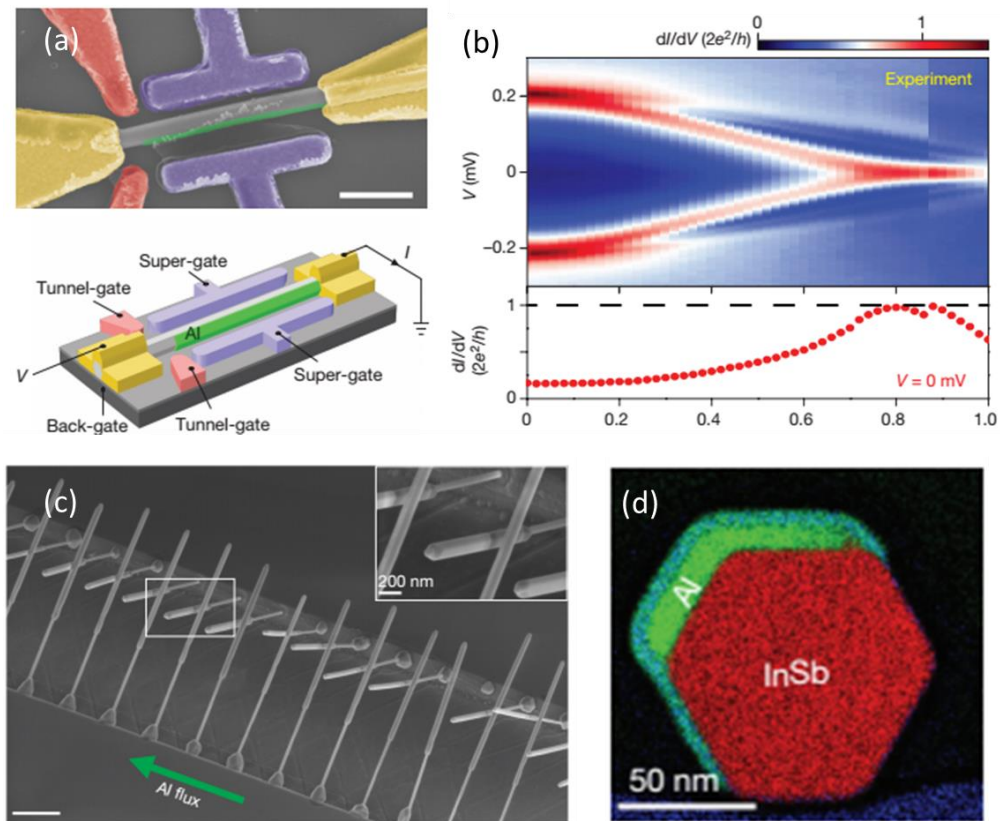 (a)
Super-gate
I
Tunnel-gate
Al
V
Super-gate
Back-gate
Tunnel-gate
(b)
0
1
dI/dV (2e²/h)
Experiment
0.2
0
−0.2
V (mV)
1
0
dI/dV
(2e²/h)
V = 0 mV
0
0.2
0.4
0.6
0.8
1.0
(c)
200 nm
Al flux
(d)
Al
InSb
50 nm